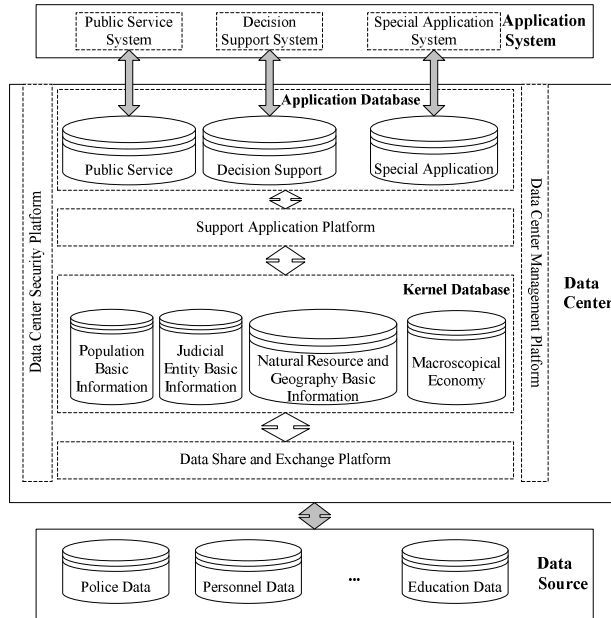 Public Service
System
Decision
Support System
Special Application
System
Application
System
Application Database
Public Service
Decision Support
Special Application
Support Application Platform
Data Center Security Platform
Data Center Management Platform
Data
Center
Kernel Database
Population
Basic
Information
Judicial
Entity Basic
Information
Natural Resource and
Geography Basic
Information
Macroscopical
Economy
Data Share and Exchange Platform
Police Data
Personnel Data
...
Education Data
Data
Source